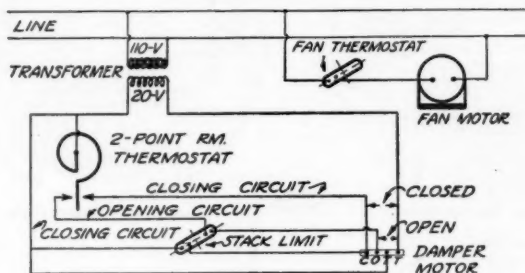 LINE
110-V
FAN THERMOSTAT
TRANSFORMER
20-V
FAN MOTOR
2-POINT RM.
THERMOSTAT
CLOSING CIRCUIT
CLOSED
OPENING CIRCUIT
CLOSING CIRCUIT
STACK LIMIT
OPEN
DAMPER
MOTOR